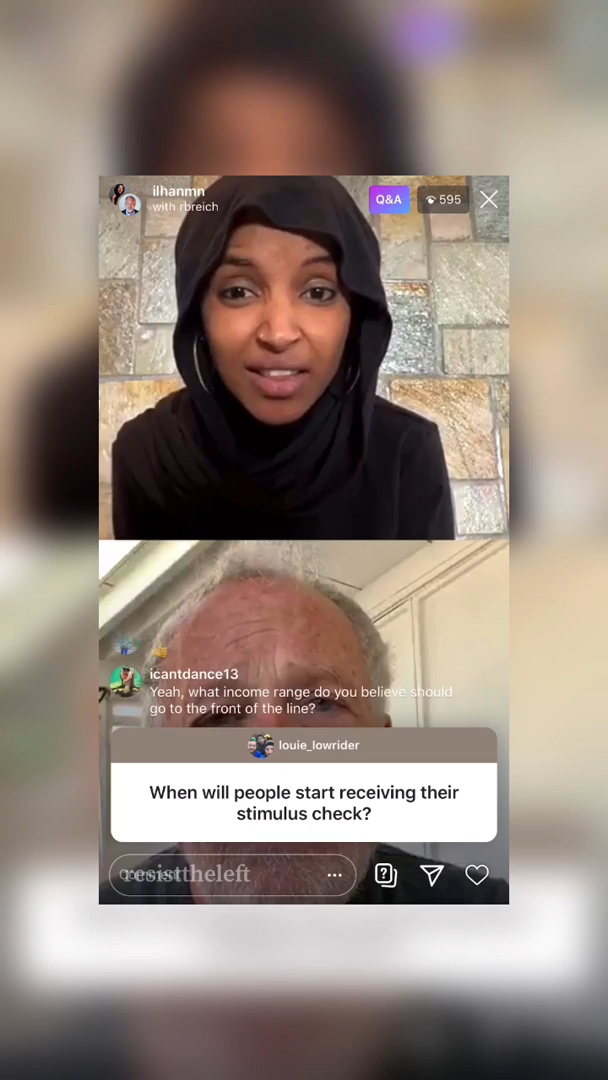 ilhanmn
with rbreich
Q&A
595
icantdance13
Yeah, what income range do you believe should
go to the front of the line?
louie_lowrider
When will people start receiving their
stimulus check?
Comment
resisttheleft